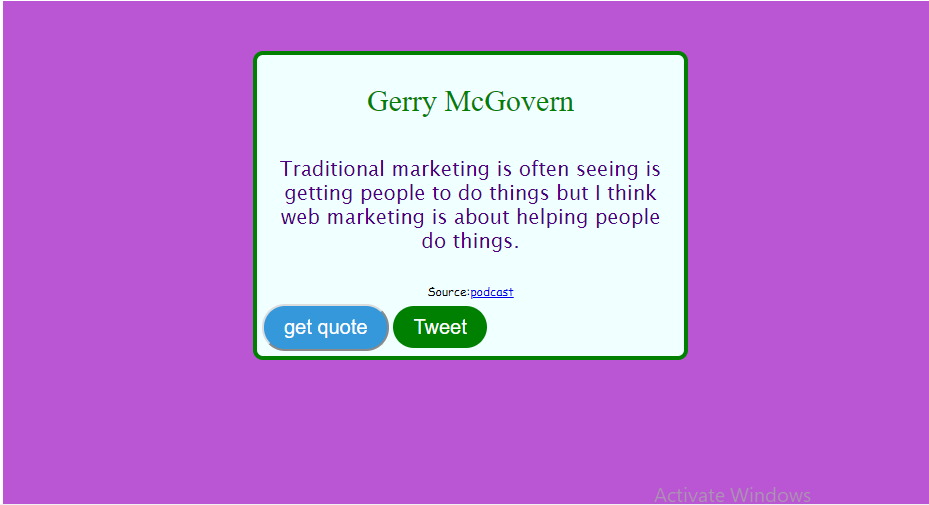 Gerry McGovern
Traditional marketing is often seeing is
getting people to do things but I think
web marketing is about helping people
do things.
Source:podcast
get quote Tweet
Activate Windows